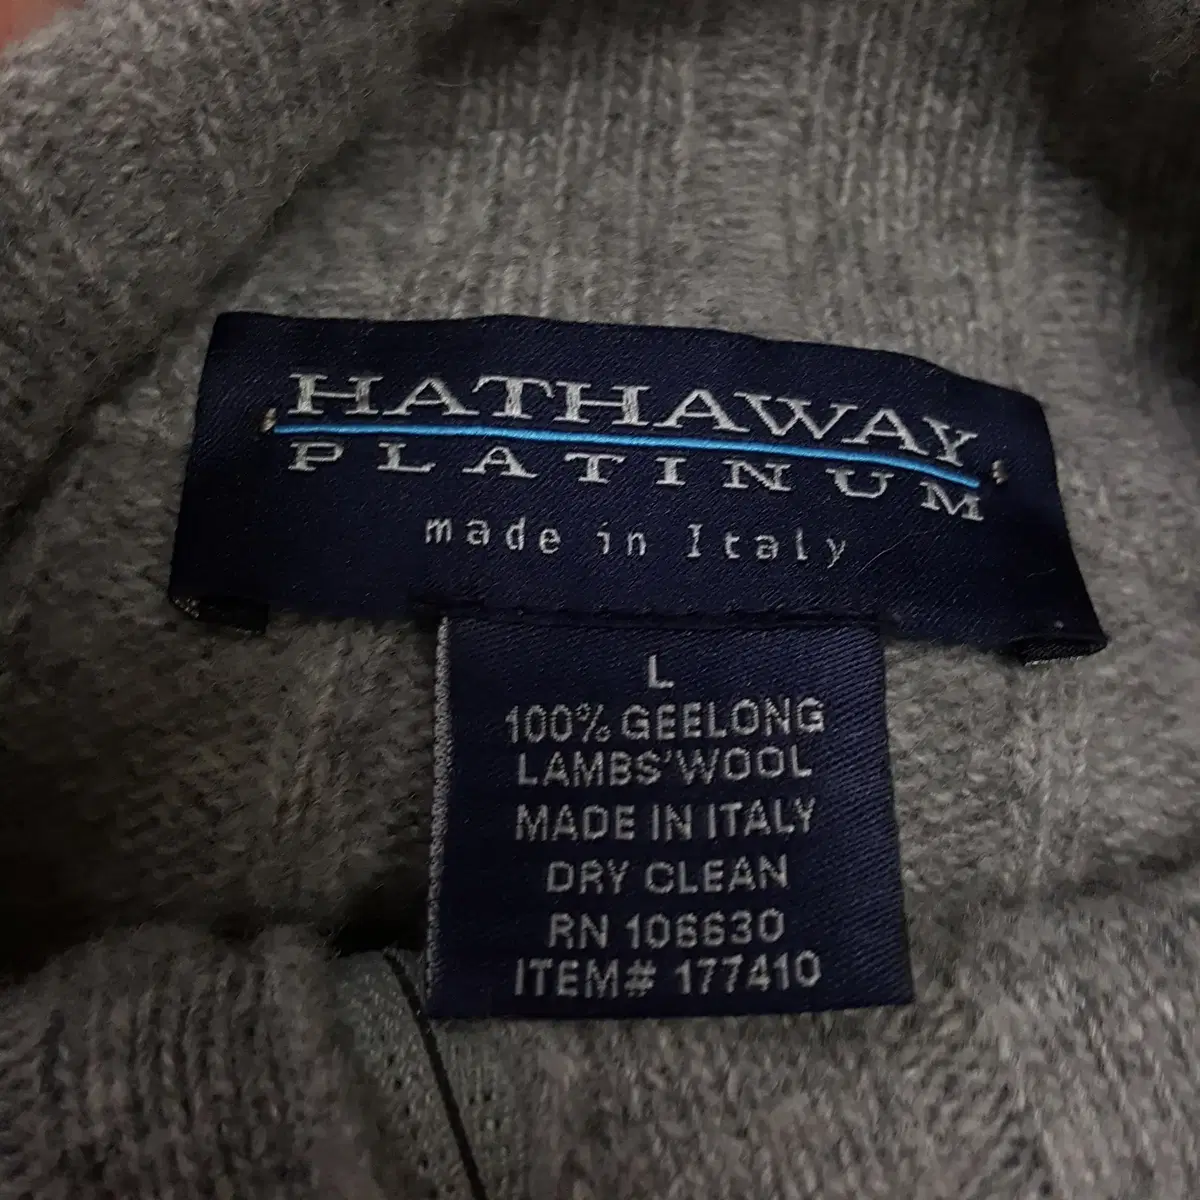 HATHAWAY
PLATINUM
made in Italy
L
100% GEELONG
LAMBS' WOOL
MADE IN ITALY
DRY CLEAN
RN 106630
ITEM# 177410